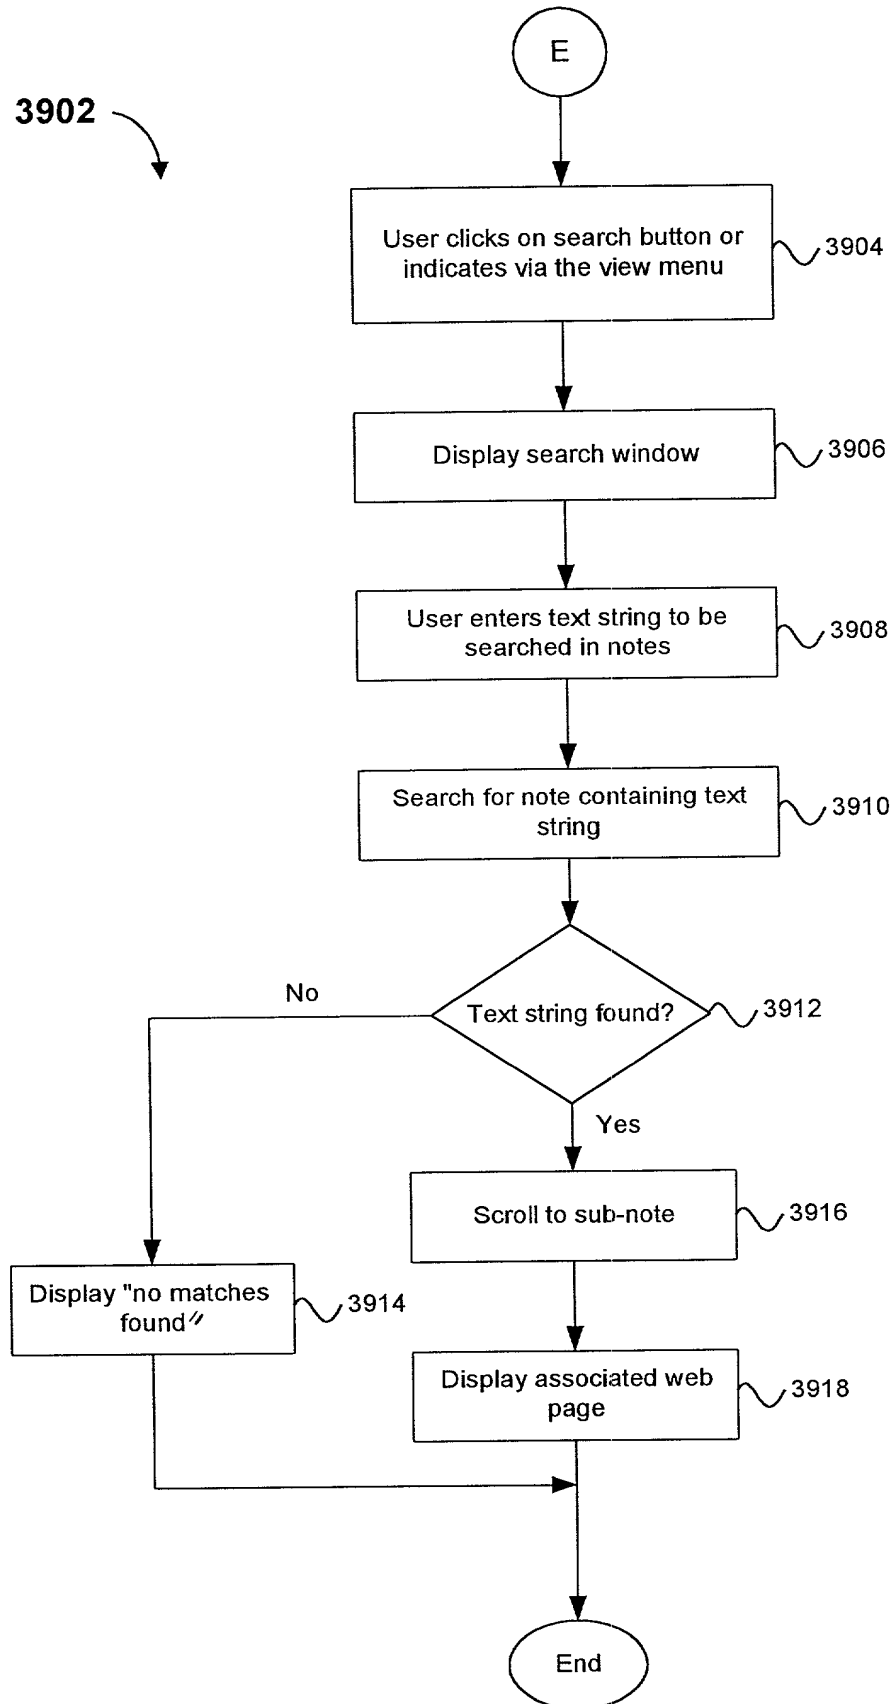 E
3902
User clicks on search button or
indicates via the view menu
3904
Display search window
3906
User enters text string to be
searched in notes
3908
Search for note containing text
string
3910
No
Text string found?
3912
Yes
Scroll to sub-note
3916
Display "no matches
found"
3914
Display associated web
page
3918
End